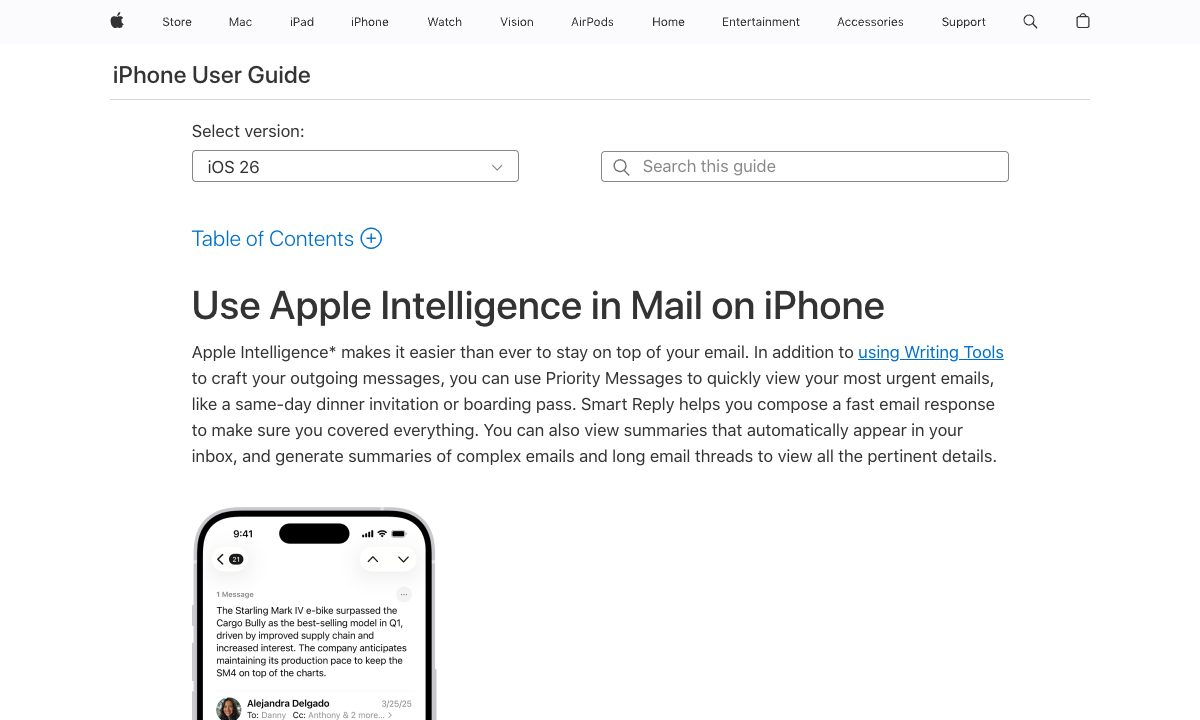 Store Mac iPad iPhone Watch Vision AirPods Home Entertainment Accessories Support
iPhone User Guide
Select version:
iOS 26
Search this guide
Table of Contents
Use Apple Intelligence in Mail on iPhone
Apple Intelligence* makes it easier than ever to stay on top of your email. In addition to using Writing Tools
to craft your outgoing messages, you can use Priority Messages to quickly view your most urgent emails,
like a same-day dinner invitation or boarding pass. Smart Reply helps you compose a fast email response
to make sure you covered everything. You can also view summaries that automatically appear in your
inbox, and generate summaries of complex emails and long email threads to view all the pertinent details.
9:41
21
1 Message
The Starling Mark IV e-bike surpassed the
Cargo Bully as the best-selling model in Q1,
driven by improved supply chain and
increased interest. The company anticipates
maintaining its production pace to keep the
SM4 on top of the charts.
Alejandra Delgado 3/25/25
To: Danny Cc: Anthony & 2 more... >